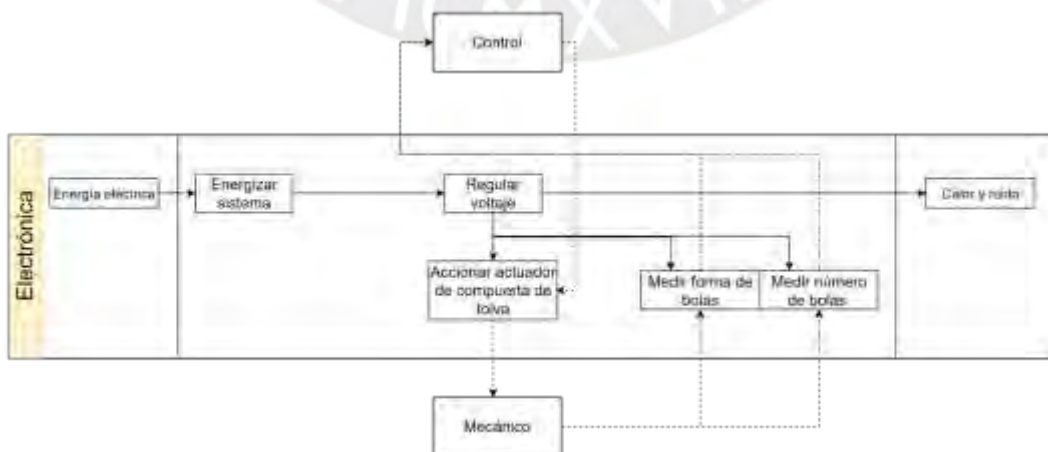 Control
Electrónica
Energía eléctrica
Energizar
sistema
Regular
voltaje
Calor y ruido
Accionar actuador
de compuesta de
tolva
Medir forma de
bolas
Medir número
de bolas
Mecánico